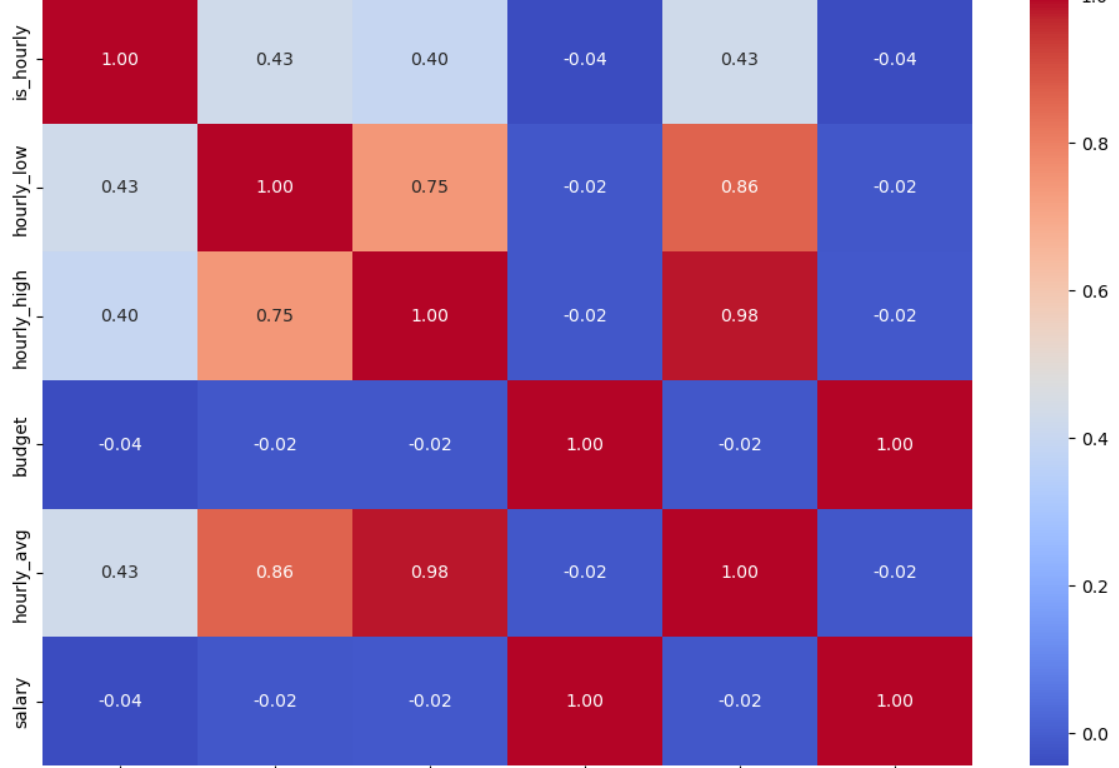 1.0
is_hourly 1.00 0.43 0.40 -0.04 0.43 -0.04
0.8
hourly_low 0.43 1.00 0.75 -0.02 0.86 -0.02
0.6
hourly_high 0.40 0.75 1.00 -0.02 0.98 -0.02
0.4
budget -0.04 -0.02 -0.02 1.00 -0.02 1.00
hourly_avg 0.43 0.86 0.98 -0.02 1.00 -0.02
0.2
salary -0.04 -0.02 -0.02 1.00 -0.02 1.00
0.0